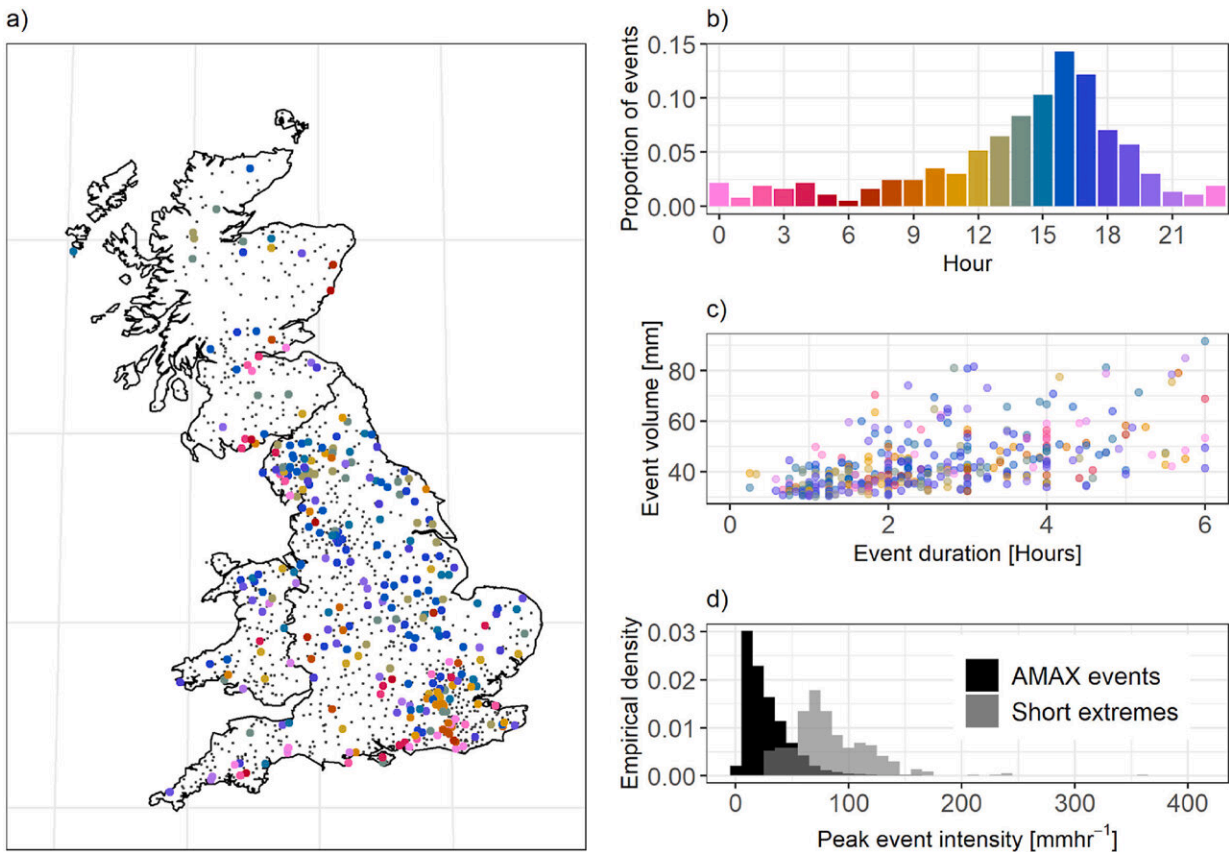 a)
b)
Proportion of events
0.15
0.10
0.05
0.00
0 3 6 9 12 15 18 21
Hour
c)
Event volume [mm]
80
60
40
0 2 4 6
Event duration [Hours]
d)
Empirical density
0.03
0.02
0.01
0.00
AMAX events
Short extremes
0 100 200 300 400
Peak event intensity [mmhr⁻¹]